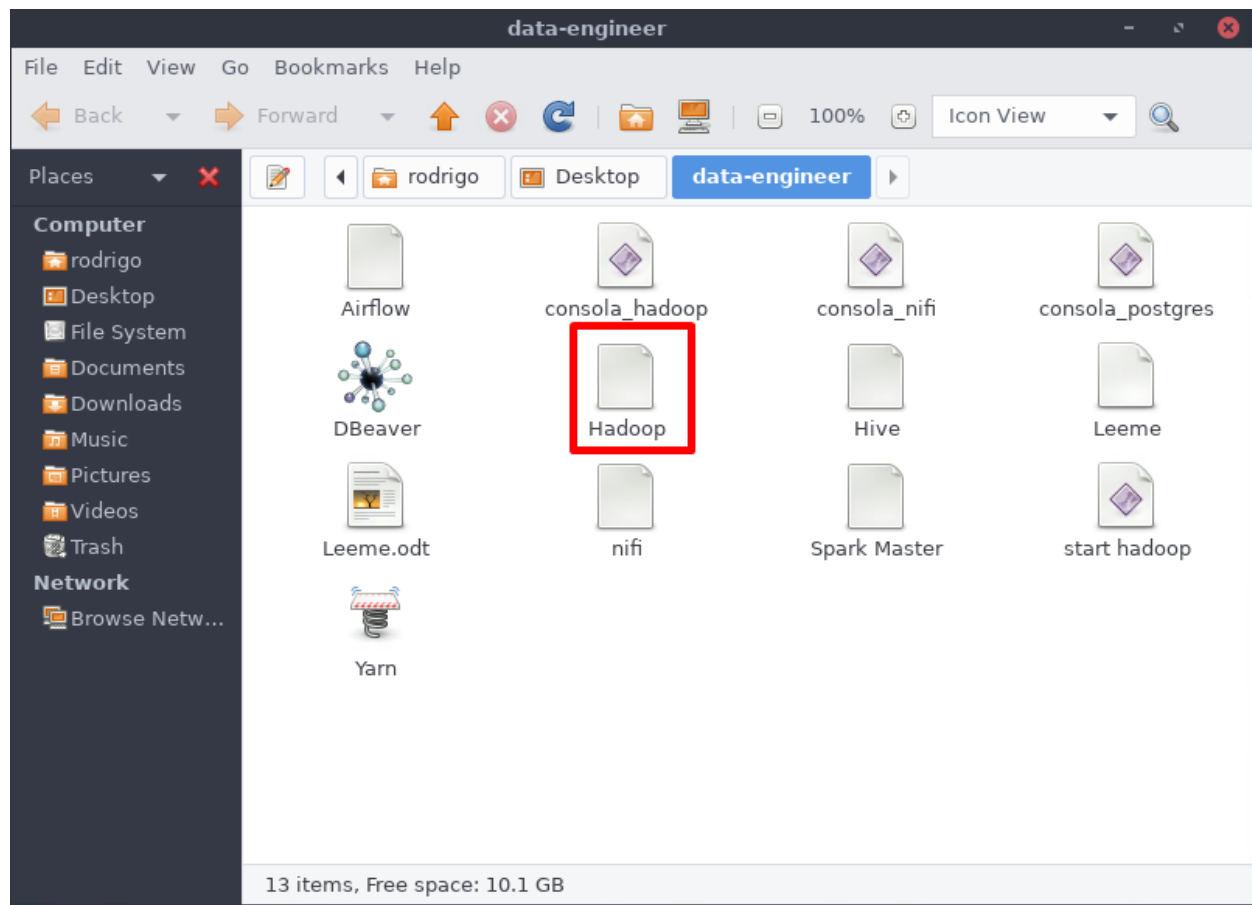 data-engineer
File Edit View Go Bookmarks Help
Back Forward 100% Icon View
Places rodrigo Desktop data-engineer
Computer
rodrigo
Desktop
File System
Documents
Downloads
Music
Pictures
Videos
Trash
Network
Browse Netw...
Airflow consola_hadoop consola_nifi consola_postgres
DBeaver Hadoop Hive Leeme
Leeme.odt nifi Spark Master start hadoop
Yarn
13 items, Free space: 10.1 GB